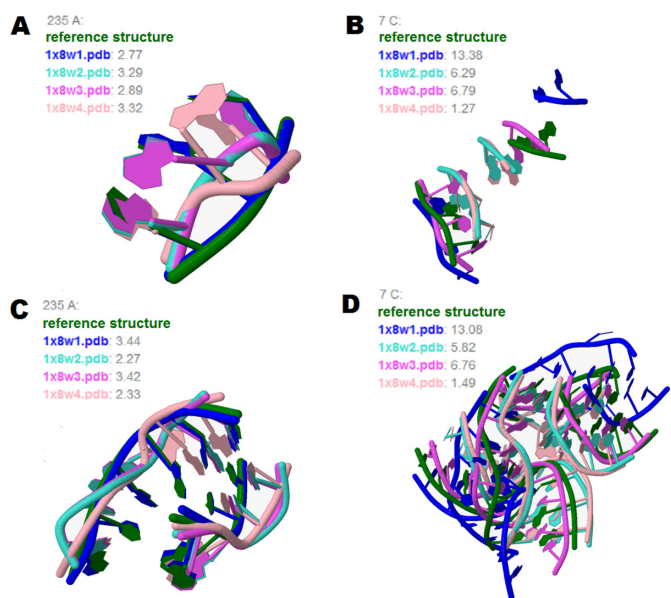 A
235 A:
reference structure
1x8w1.pdb: 2.77
1x8w2.pdb: 3.29
1x8w3.pdb: 2.89
1x8w4.pdb: 3.32
B
7 C:
reference structure
1x8w1.pdb: 13.38
1x8w2.pdb: 6.29
1x8w3.pdb: 6.79
1x8w4.pdb: 1.27
C
235 A:
reference structure
1x8w1.pdb: 3.44
1x8w2.pdb: 2.27
1x8w3.pdb: 3.42
1x8w4.pdb: 2.33
D
7 C:
reference structure
1x8w1.pdb: 13.08
1x8w2.pdb: 5.82
1x8w3.pdb: 6.76
1x8w4.pdb: 1.49